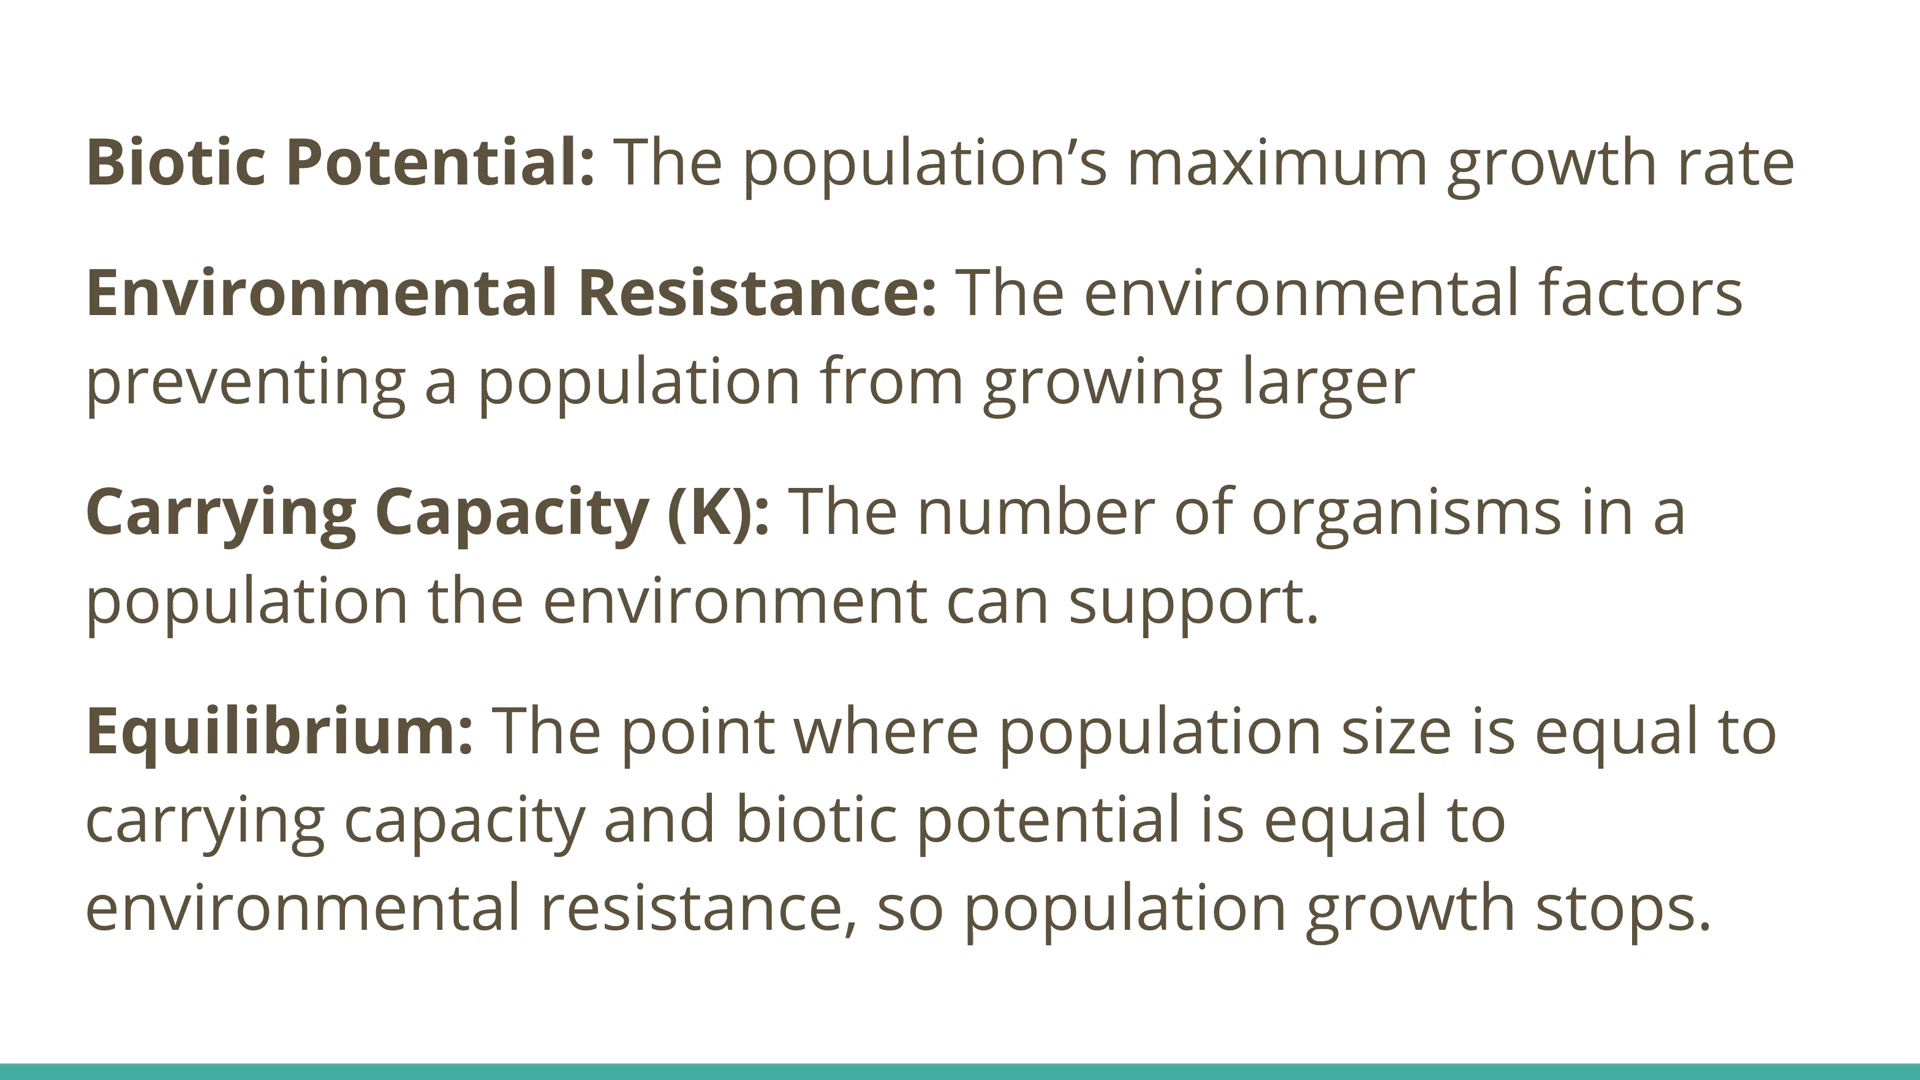 Biotic Potential: The population’s maximum growth rate
Environmental Resistance: The environmental factors
preventing a population from growing larger
Carrying Capacity (K): The number of organisms in a
population the environment can support.
Equilibrium: The point where population size is equal to
carrying capacity and biotic potential is equal to
environmental resistance, so population growth stops.